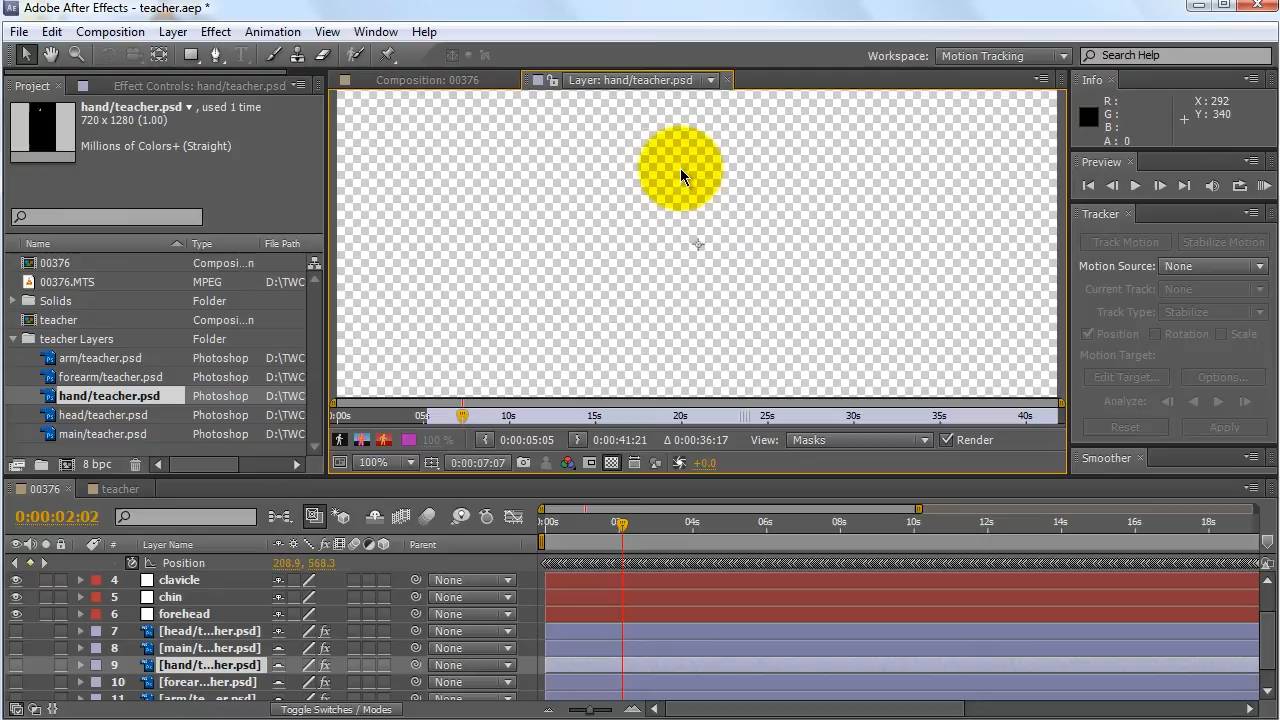 Adobe After Effects - teacher.aep *
File Edit Composition Layer Effect Animation View Window Help
Workspace: Motion Tracking Search Help
Project Effect Controls: hand/teacher.psd
Composition: 00376
Layer: hand/teacher.psd
Info
hand/teacher.psd , used 1 time
720 x 1280 (1.00)
Millions of Colors+ (Straight)
R : X : 292
G : Y : 340
B :
A : 0
Preview
Tracker
Track Motion Stabilize Motion
Motion Source: None
Current Track: None
Track Type: Stabilize
Position Rotation Scale
Motion Target:
Edit Target... Options...
Analyze:
Reset Apply
Smoother
Name Type File Path
00376 Composi...n
00376.MTS MPEG D:\TWC
Solids Folder
teacher Composi...n
teacher Layers Folder
arm/teacher.psd Photoshop D:\TWC
forearm/teacher.psd Photoshop D:\TWC
hand/teacher.psd Photoshop D:\TWC
head/teacher.psd Photoshop D:\TWC
main/teacher.psd Photoshop D:\TWC
8 bpc
0:00s 05s 10s 15s 20s 25s 30s 35s 40s
100 % 0:00:05:05 0:00:41:21 Δ 0:00:36:17 View: Masks Render
100% 0:00:07:07 +0.0
00376 teacher
0:00:02:02
0:00s 04s 06s 08s 10s 12s 14s 16s 18s
# Layer Name Parent
Position 208.9, 568.3
4 clavicle None
5 chin None
6 forehead None
7 [head/t...her.psd] None
8 [main/t...her.psd] None
9 [hand/t...her.psd] None
10 [forear...her.psd] None
Toggle Switches / Modes